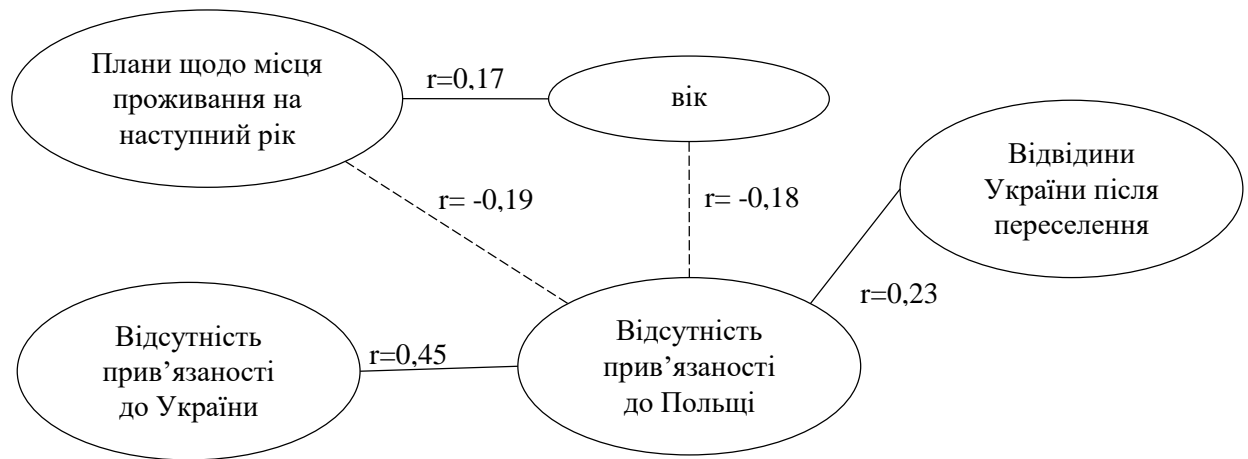 Плани щодо місця
проживання на
наступний рік
r=0,17
вік
Відвідини
України після
переселення
r= -0,19
r= -0,18
r=0,23
Відсутність
прив’язаності
до України
r=0,45
Відсутність
прив’язаності
до Польщі